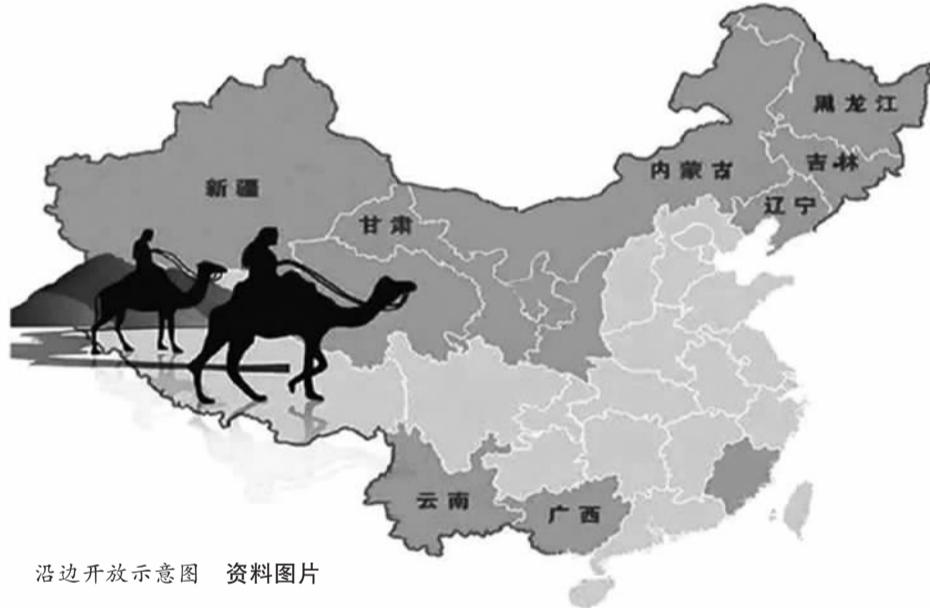 黑龙江
吉林
内蒙古
辽宁
新疆
甘肃
云南
广西
沿边开放示意图 资料图片